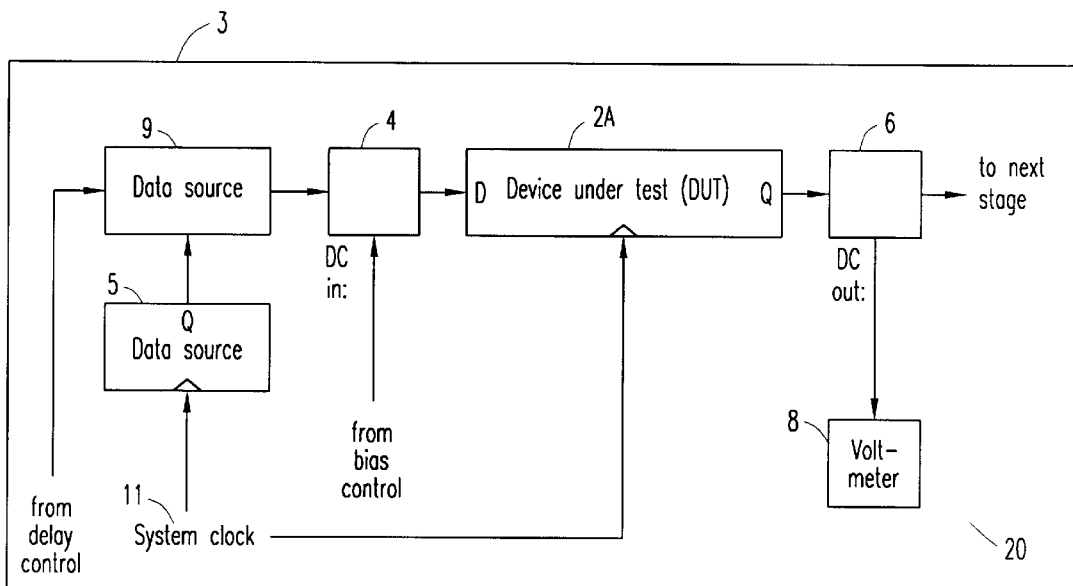 3
9
Data source
4
2A
D Device under test (DUT) Q
6
to next
stage
DC
in:
DC
out:
5
Q
Data source
8
Volt-
meter
from
bias
control
from
delay
control
11
System clock
20